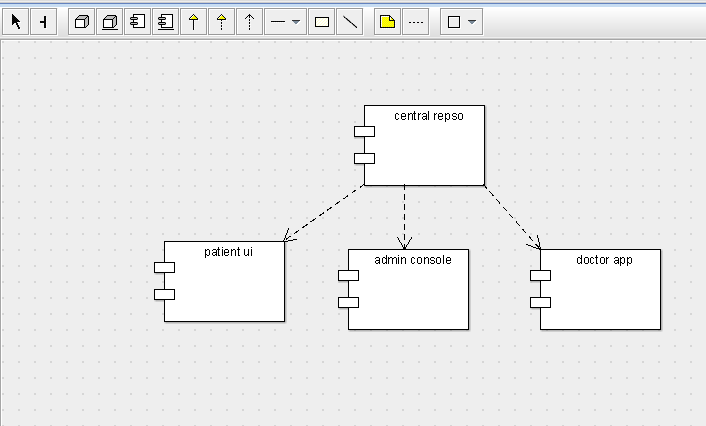 central repso
patient ui
admin console
doctor app